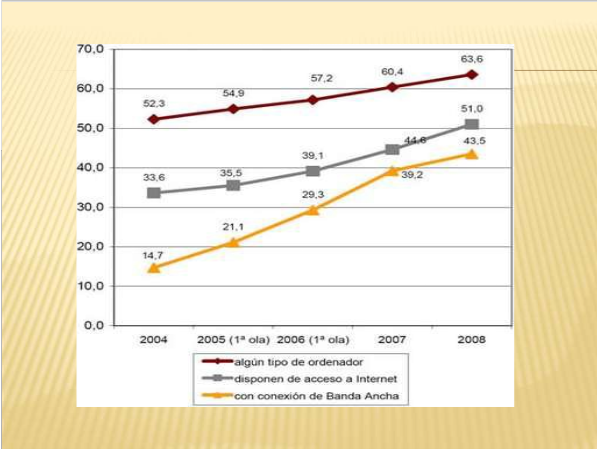 70,0
60,0
50,0
40,0
30,0
20,0
10,0
0,0
52,3 54,9 57,2 60,4 63,6
33,6 35,5 39,1 44,6 51,0
14,7 21,1 29,3 39,2 43,5
2004 2005 (1ª ola) 2006 (1ª ola) 2007 2008
algún tipo de ordenador
disponen de acceso a Internet
con conexión de Banda Ancha